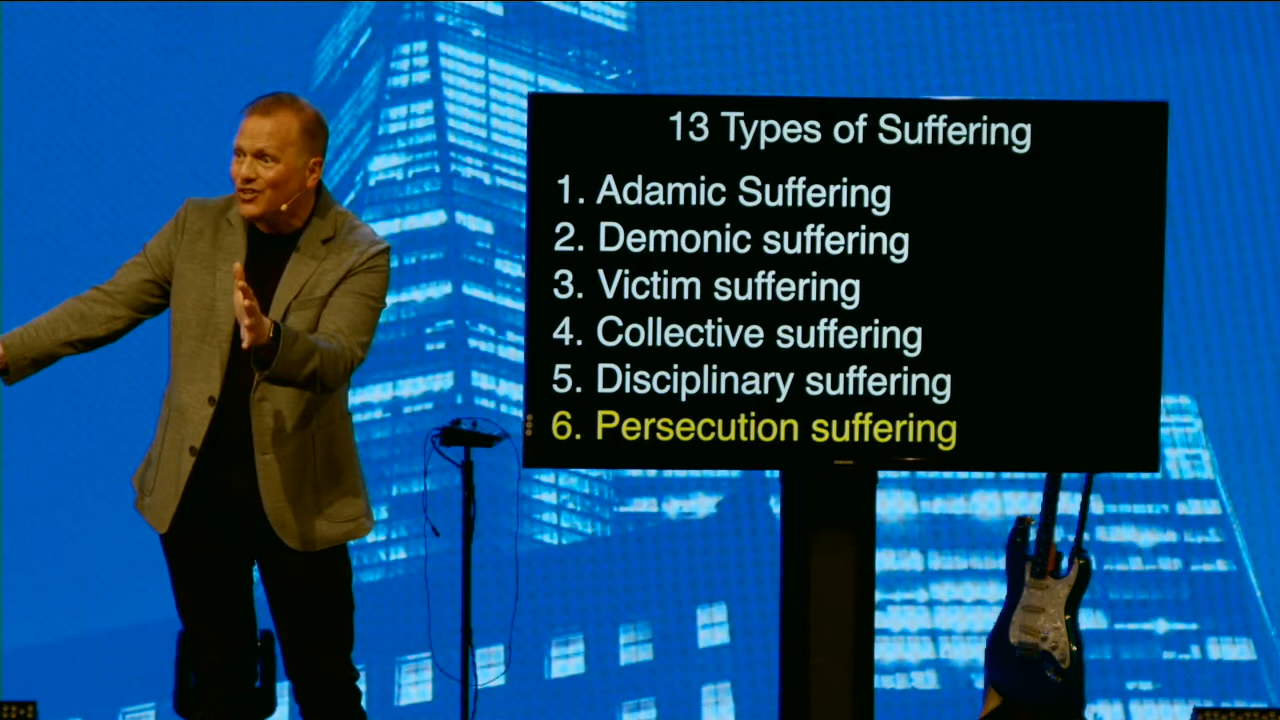 13 Types of Suffering
1. Adamic Suffering
2. Demonic suffering
3. Victim suffering
4. Collective suffering
5. Disciplinary suffering
6. Persecution suffering